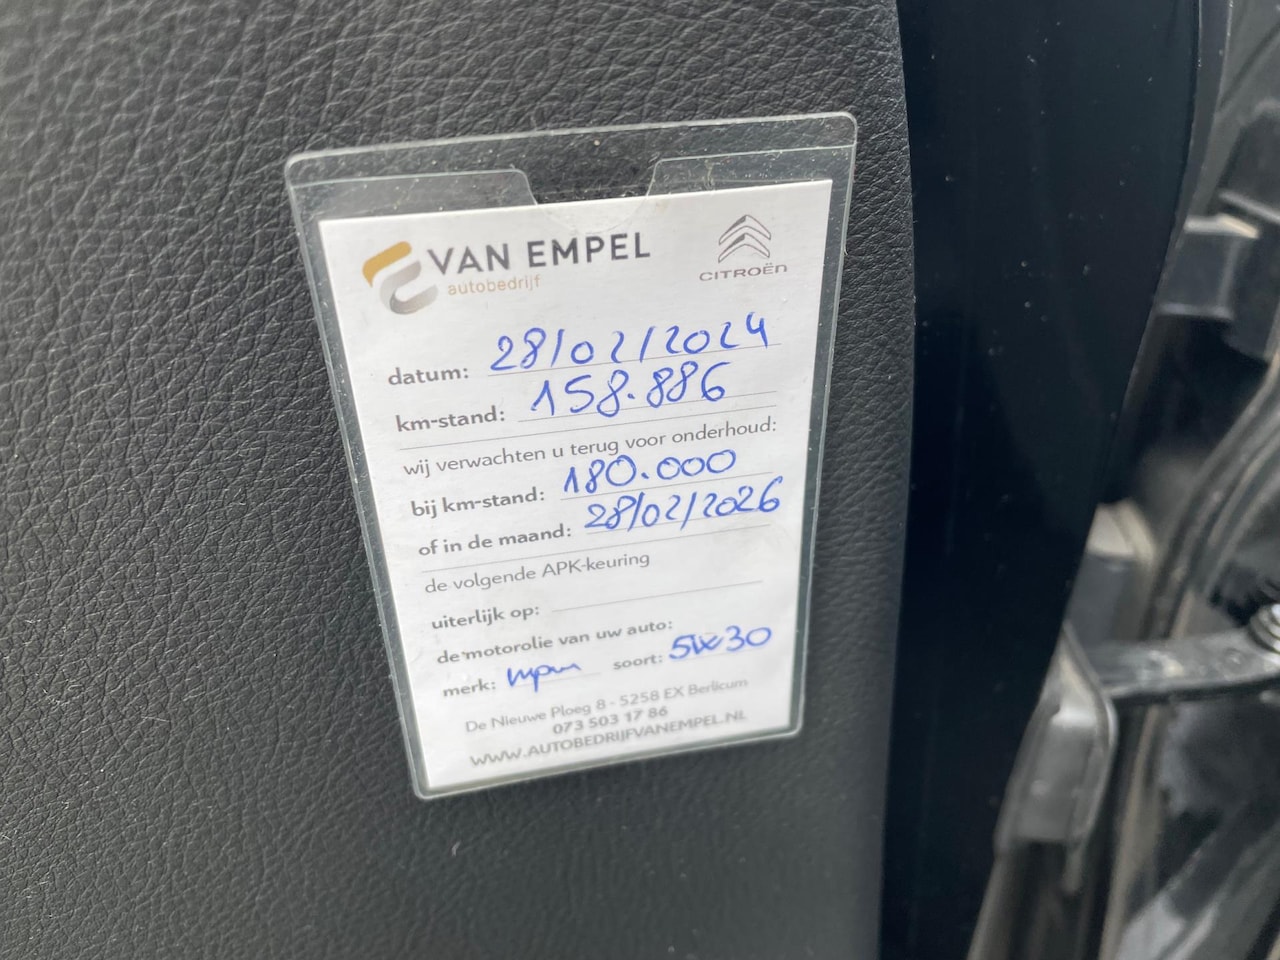 VAN EMPEL
autobedrijf
CITROËN
datum: 28/02/2024
km-stand: 158.886
wij verwachten u terug voor onderhoud:
bij km-stand: 180.000
of in de maand: 28/02/2026
de volgende APK-keuring
uiterlijk op:
de motorolie van uw auto:
merk: mpm soort: 5W30
De Nieuwe Ploeg 8 - 5258 EX Berlicum
073 503 17 86
WWW.AUTOBEDRIJFVANEMPEL.NL